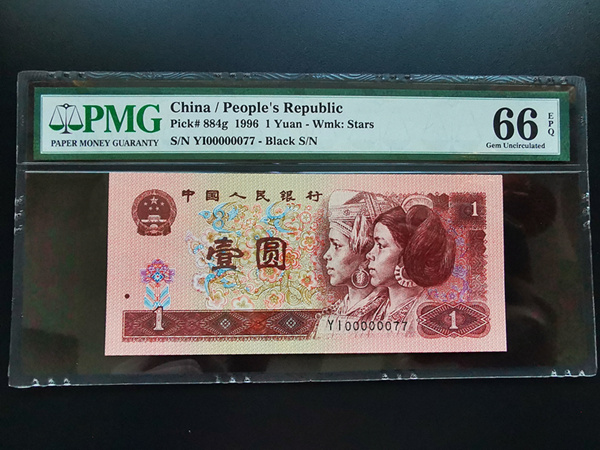 PMG
PAPER MONEY GUARANTY
China / People's Republic
Pick# 884g 1996 1 Yuan - Wmk: Stars
S/N YI00000077 - Black S/N
66 EPQ
Gem Uncirculated
中国人民银行
1
壹圆
YI00000077
1
1